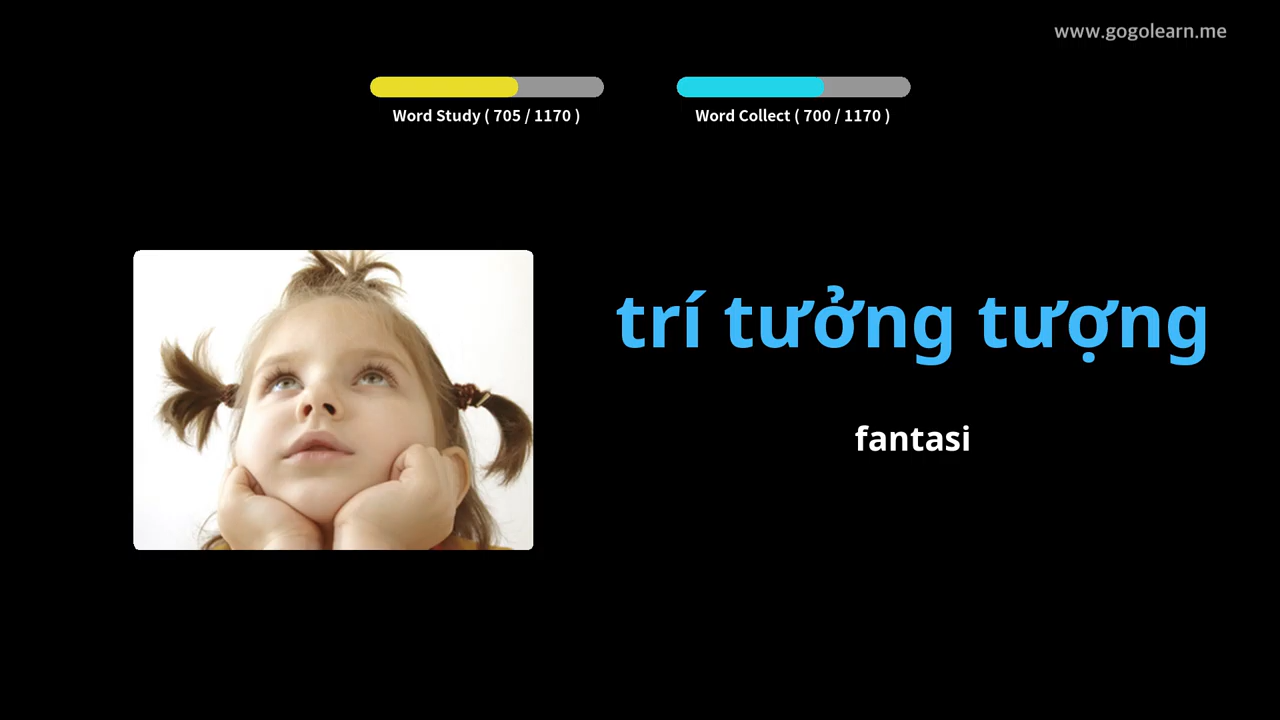 www.gogolearn.me
Word Study ( 705 / 1170 )
Word Collect ( 700 / 1170 )
trí tưởng tượng
fantasi